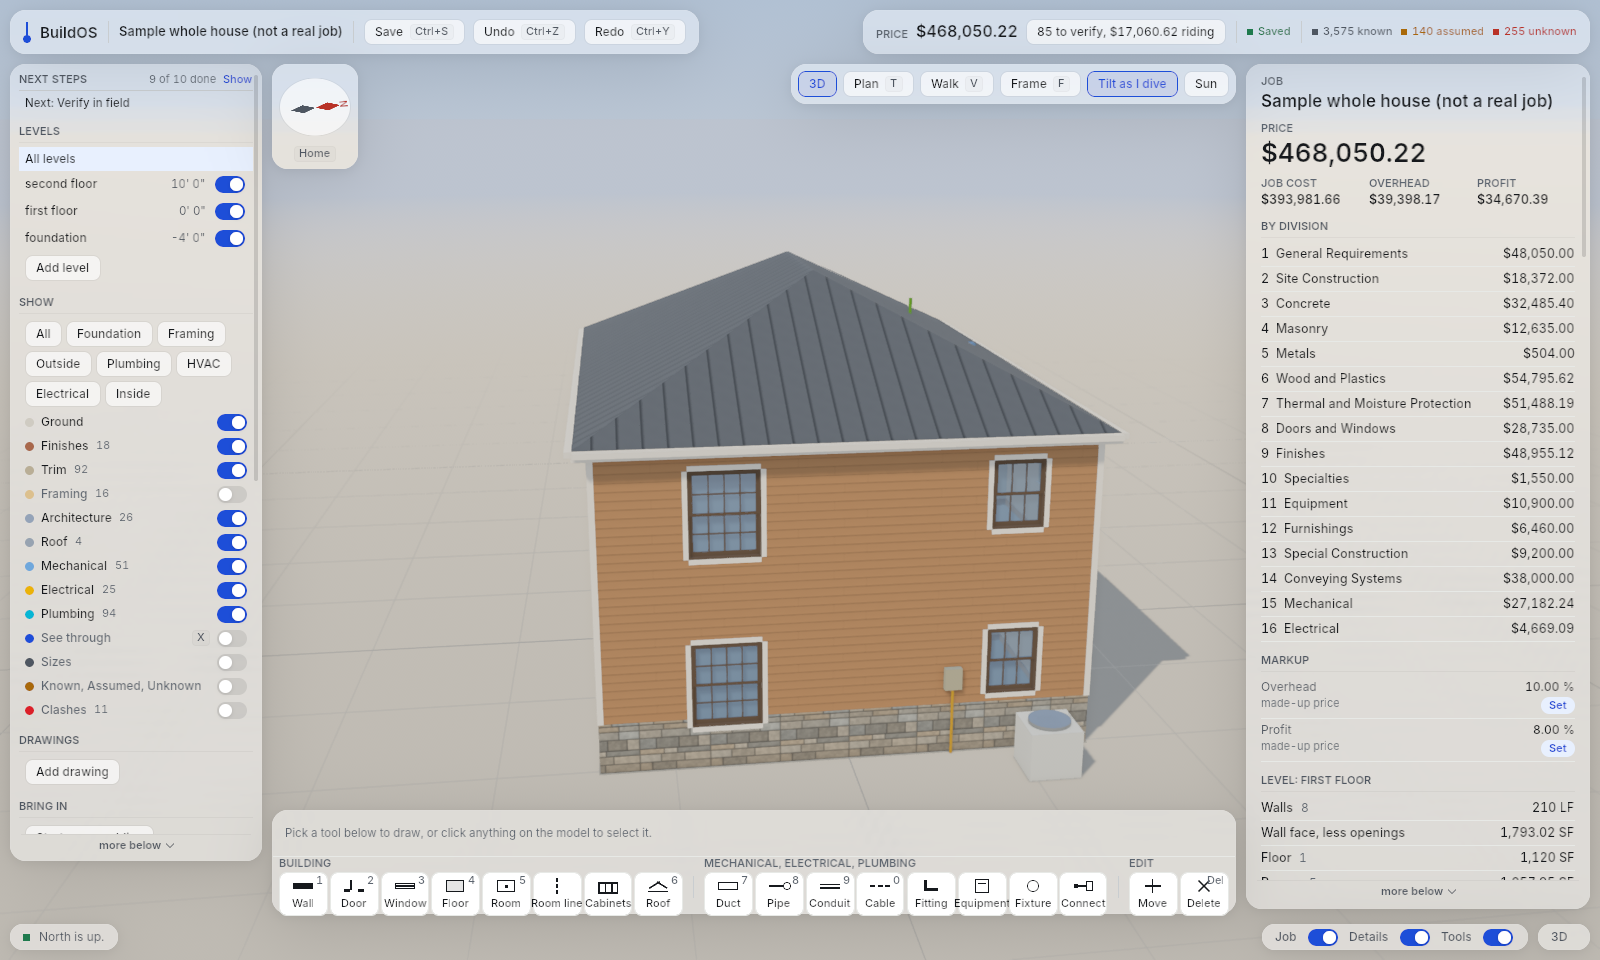 BuildOS
Sample whole house (not a real job)
Save Ctrl+S
Undo Ctrl+Z
Redo Ctrl+Y
PRICE $468,050.22
85 to verify, $17,060.62 riding
Saved
3,575 known
140 assumed
255 unknown
NEXT STEPS 9 of 10 done Show
Next: Verify in field
LEVELS
All levels
second floor 10' 0"
first floor 0' 0"
foundation -4' 0"
Add level
SHOW
All Foundation Framing
Outside Plumbing HVAC
Electrical Inside
Ground
Finishes 18
Trim 92
Framing 16
Architecture 26
Roof 4
Mechanical 51
Electrical 25
Plumbing 94
See through X
Sizes
Known, Assumed, Unknown
Clashes 11
DRAWINGS
Add drawing
BRING IN
more below
North is up.
N
Home
3D
Plan T
Walk V
Frame F
Tilt as I dive
Sun
Pick a tool below to draw, or click anything on the model to select it.
BUILDING
Wall 1
Door 2
Window 3
Floor 4
Room 5
Room line
Cabinets
Roof 6
MECHANICAL, ELECTRICAL, PLUMBING
Duct 7
Pipe 8
Conduit 9
Cable 0
Fitting
Equipment
Fixture
Connect
EDIT
Move
Delete Del
JOB
Sample whole house (not a real job)
PRICE
$468,050.22
JOB COST OVERHEAD PROFIT
$393,981.66 $39,398.17 $34,670.39
BY DIVISION
1 General Requirements $48,050.00
2 Site Construction $18,372.00
3 Concrete $32,485.40
4 Masonry $12,635.00
5 Metals $504.00
6 Wood and Plastics $54,795.62
7 Thermal and Moisture Protection $51,488.19
8 Doors and Windows $28,735.00
9 Finishes $48,955.12
10 Specialties $1,550.00
11 Equipment $10,900.00
12 Furnishings $6,460.00
13 Special Construction $9,200.00
14 Conveying Systems $38,000.00
15 Mechanical $27,182.24
16 Electrical $4,669.09
MARKUP
Overhead 10.00 %
made-up price Set
Profit 8.00 %
made-up price Set
LEVEL: FIRST FLOOR
Walls 8 210 LF
Wall face, less openings 1,793.02 SF
Floor 1 1,120 SF
more below
Job
Details
Tools
3D